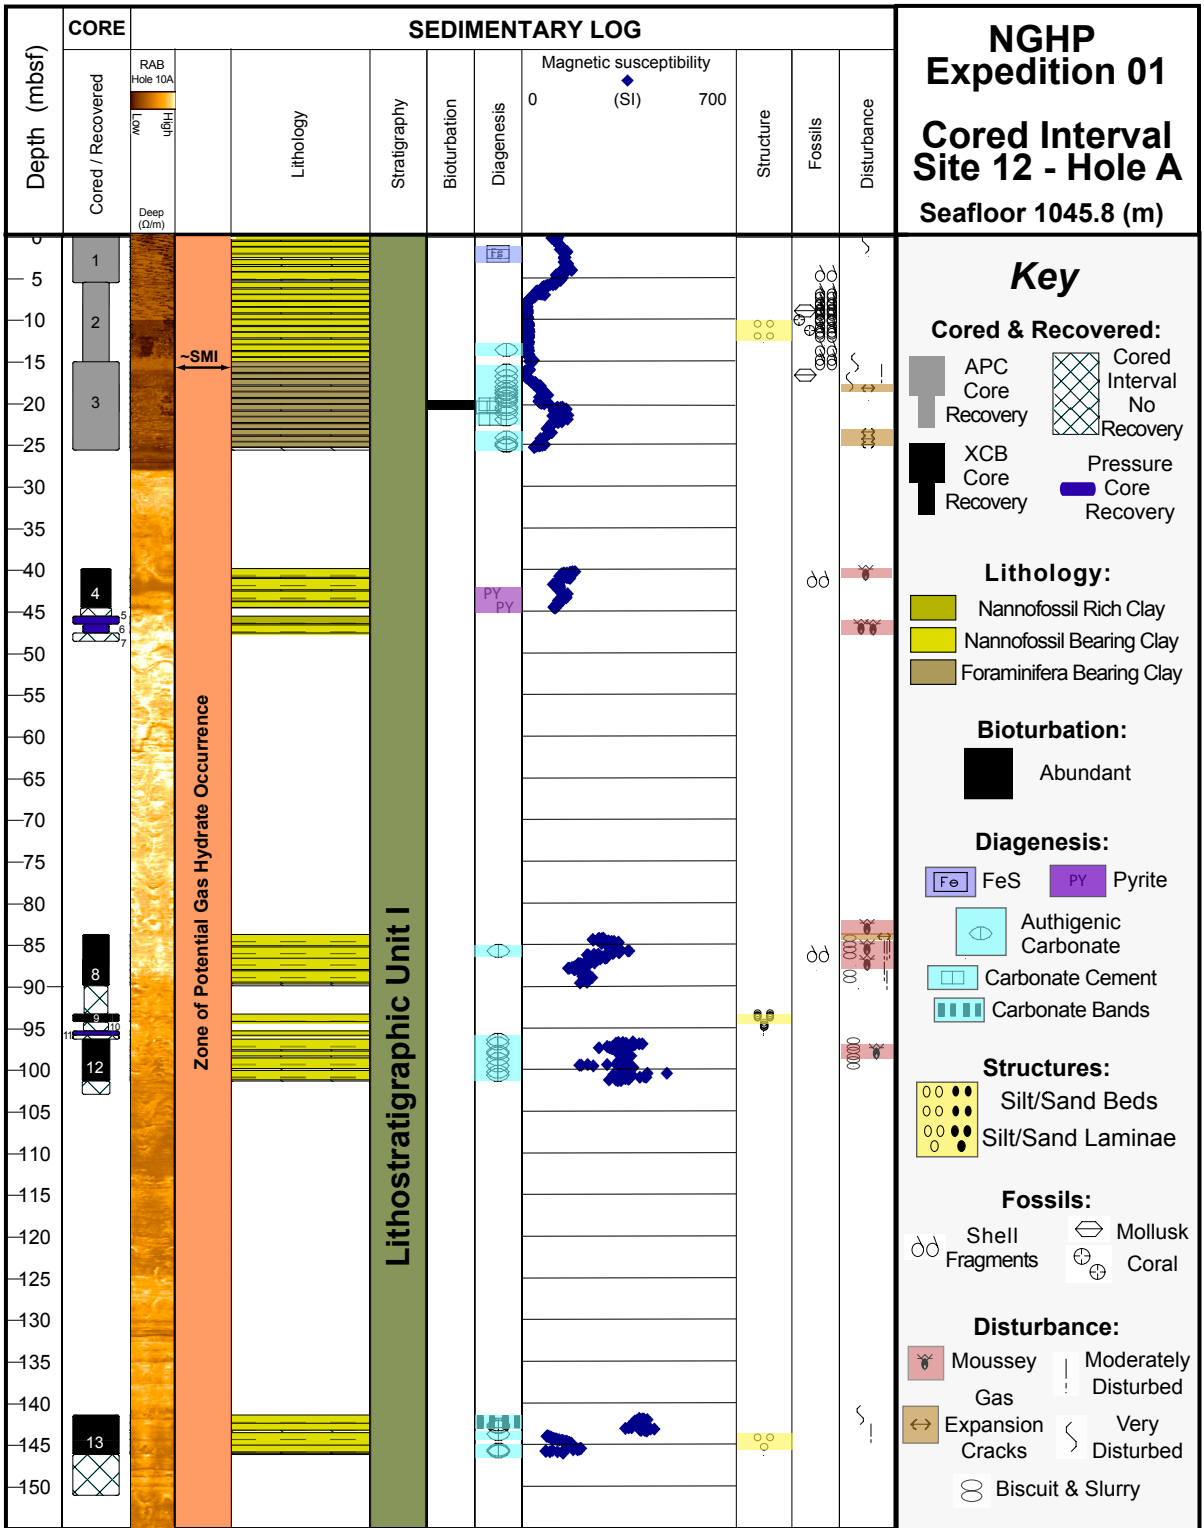 CORE
SEDIMENTARY LOG
Depth (mbsf)
Cored / Recovered
RAB
Hole 10A
Low
High
Deep
(Ω/m)
Lithology
Stratigraphy
Bioturbation
Diagenesis
Magnetic susceptibility
0 (SI) 700
Structure
Fossils
Disturbance
NGHP
Expedition 01
Cored Interval
Site 12 - Hole A
Seafloor 1045.8 (m)
0
5
10
15
20
25
30
35
40
45
50
55
60
65
70
75
80
85
90
95
100
105
110
115
120
125
130
135
140
145
150
1
2
3
4
5
6
7
8
9
10
11
12
13
~SMI
Zone of Potential Gas Hydrate Occurrence
Lithostratigraphic Unit I
Fe
PY
PY
Key
Cored & Recovered:
APC
Core
Recovery
Cored
Interval
No
Recovery
XCB
Core
Recovery
Pressure
Core
Recovery
Lithology:
Nannofossil Rich Clay
Nannofossil Bearing Clay
Foraminifera Bearing Clay
Bioturbation:
Abundant
Diagenesis:
Fe FeS
PY Pyrite
Authigenic
Carbonate
Carbonate Cement
Carbonate Bands
Structures:
Silt/Sand Beds
Silt/Sand Laminae
Fossils:
Shell
Fragments
Mollusk
Coral
Disturbance:
Moussey
Moderately
Disturbed
Gas
Expansion
Cracks
Very
Disturbed
Biscuit & Slurry